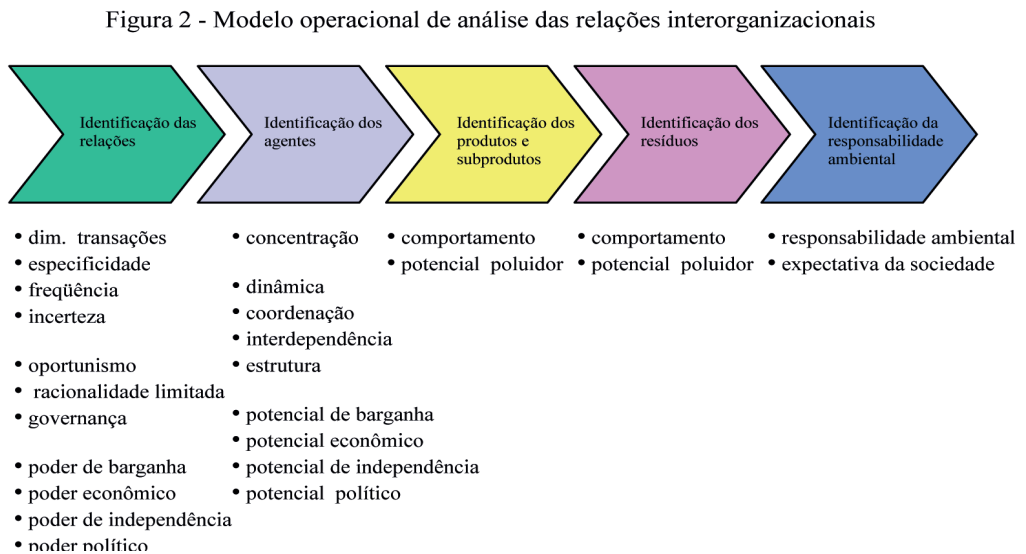 Figura 2 - Modelo operacional de análise das relações interorganizacionais
Identificação das
relações
Identificação dos
agentes
Identificação dos
produtos e
subprodutos
Identificação dos
resíduos
Identificação da
responsabilidade
ambiental
• dim. transações
• especificidade
• freqüência
• incerteza
• oportunismo
• racionalidade limitada
• governança
• poder de barganha
• poder econômico
• poder de independência
• poder político
• concentração
• dinâmica
• coordenação
• interdependência
• estrutura
• potencial de barganha
• potencial econômico
• potencial de independência
• potencial político
• comportamento
• potencial poluidor
• comportamento
• potencial poluidor
• responsabilidade ambiental
• expectativa da sociedade